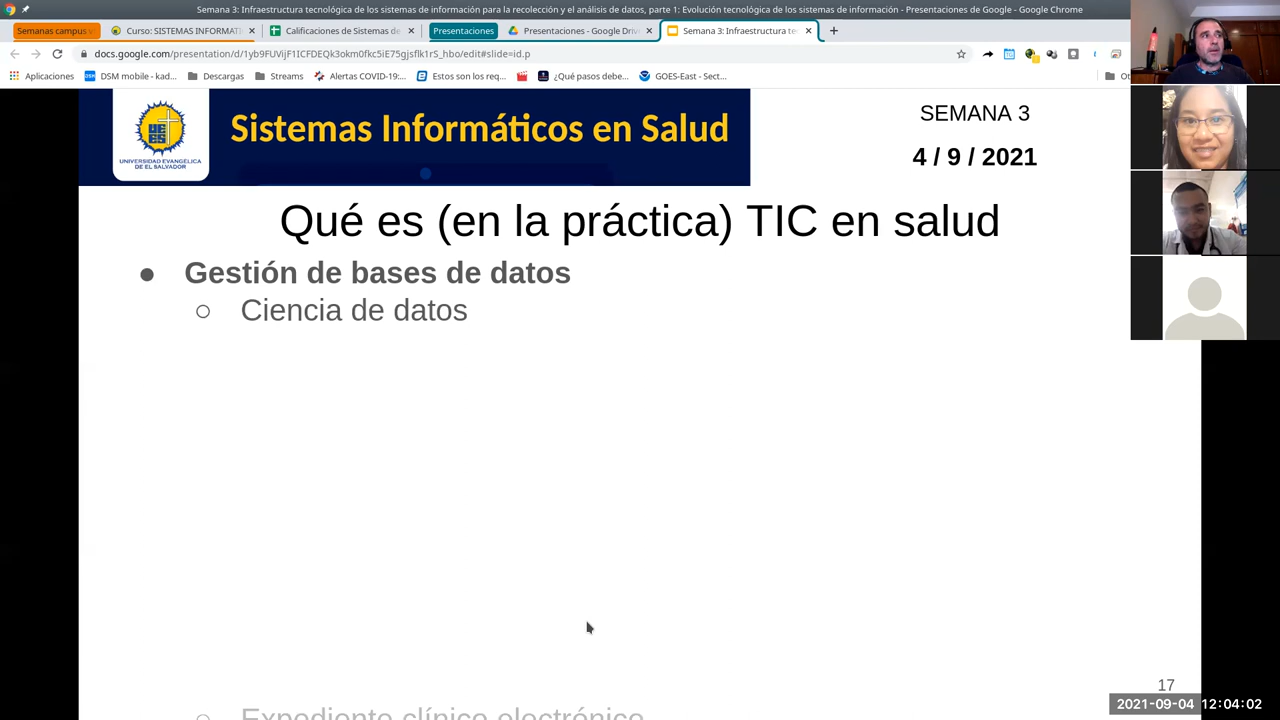 Semana 3: Infraestructura tecnológica de los sistemas de información para la recolección y el análisis de datos, parte 1: Evolución tecnológica de los sistemas de información - Presentaciones de Google - Google Chrome
Semanas campus v
Curso: SISTEMAS INFORMATI
Calificaciones de Sistemas de
Presentaciones
Presentaciones - Google Drive
Semana 3: Infraestructura te
docs.google.com/presentation/d/1yb9FUVijF1ICFDEQk3okm0fkc5iE75gjsflk1rS_hbo/edit#slide=id.p
Aplicaciones
DSM mobile - kad...
Descargas
Streams
Alertas COVID-19:...
Estos son los req...
¿Qué pasos debe...
GOES-East - Sect...
UNIVERSIDAD EVANGÉLICA
DE EL SALVADOR
Sistemas Informáticos en Salud
SEMANA 3
4 / 9 / 2021
Qué es (en la práctica) TIC en salud
● Gestión de bases de datos
○ Ciencia de datos
○ Expediente clínico electrónico
17
2021-09-04 12:04:02